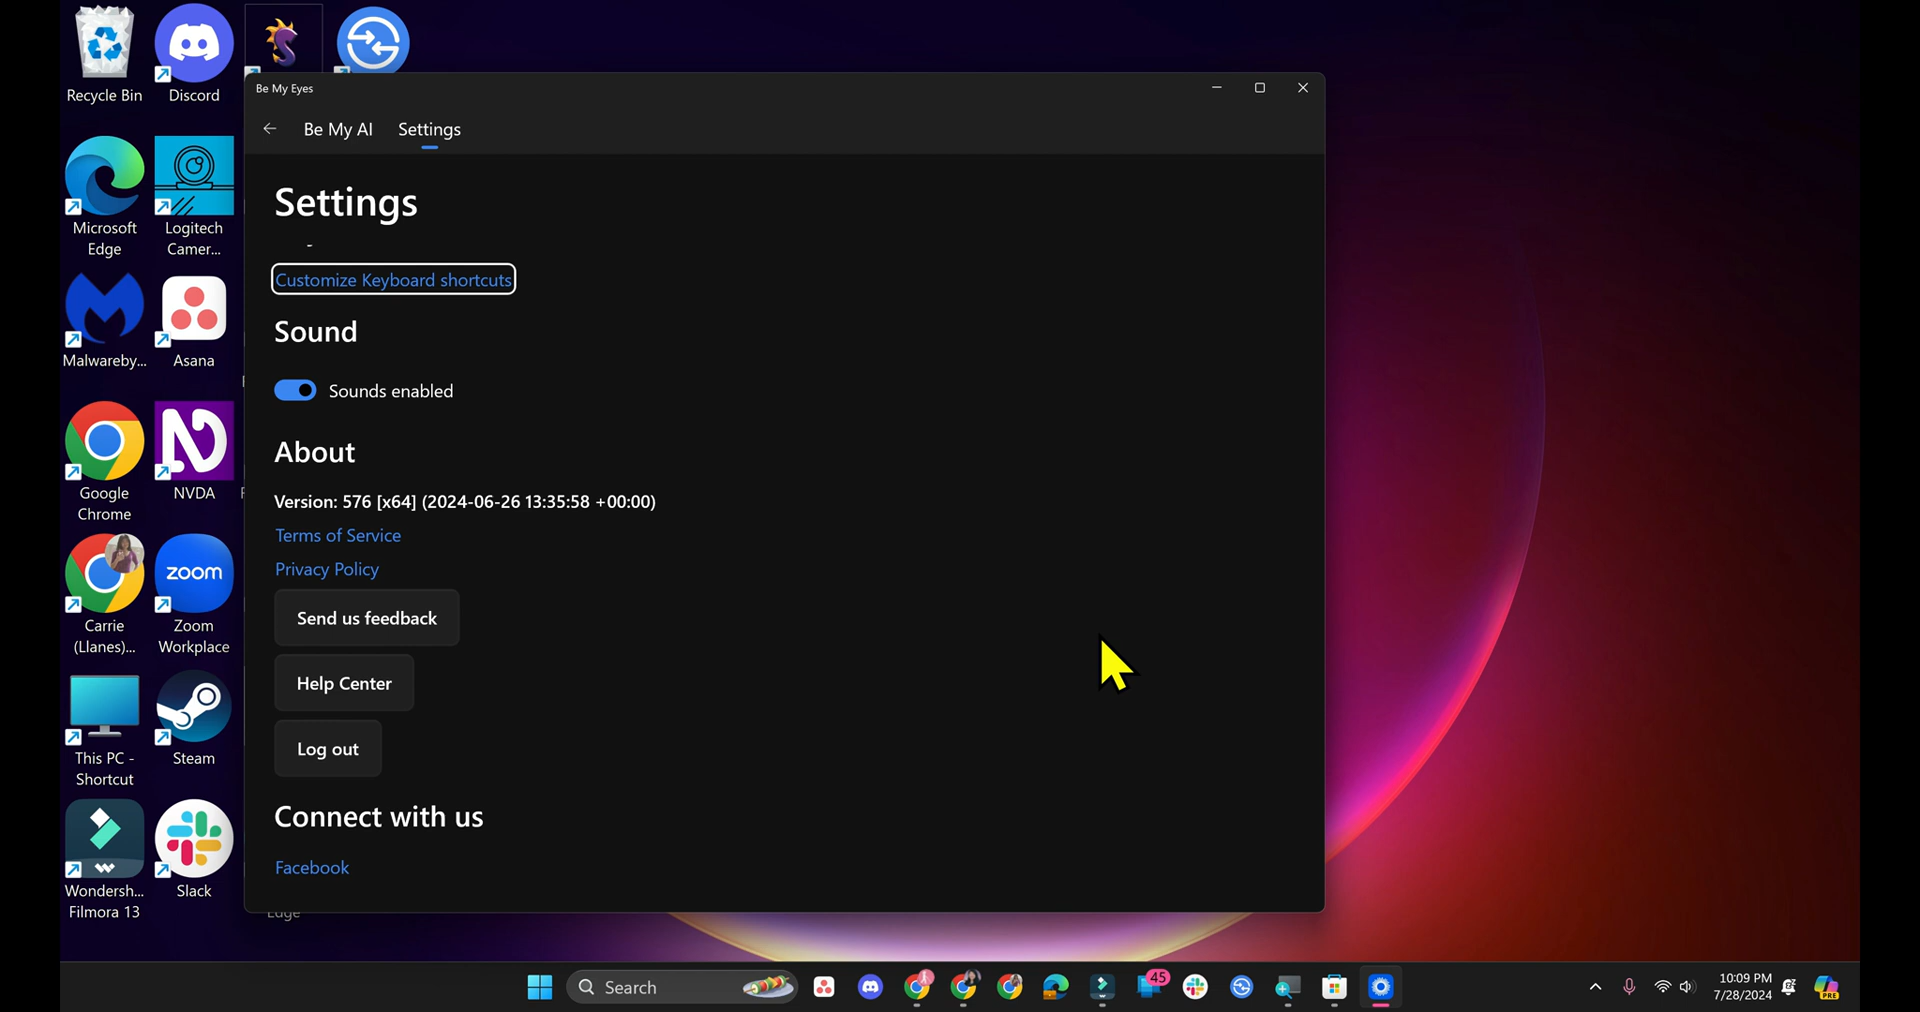 Recycle Bin
Discord
Microsoft
Edge
Logitech
Camer...
Malwareby...
Asana
Google
Chrome
NVDA
Carrie
(Llanes)...
zoom
Zoom
Workplace
This PC -
Shortcut
Steam
Wondersh...
Filmora 13
Slack
Edge
Be My Eyes
Be My AI
Settings
Settings
Customize Keyboard shortcuts
Sound
Sounds enabled
About
Version: 576 [x64] (2024-06-26 13:35:58 +00:00)
Terms of Service
Privacy Policy
Send us feedback
Help Center
Log out
Connect with us
Facebook
Search
45
10:09 PM
7/28/2024
PRE